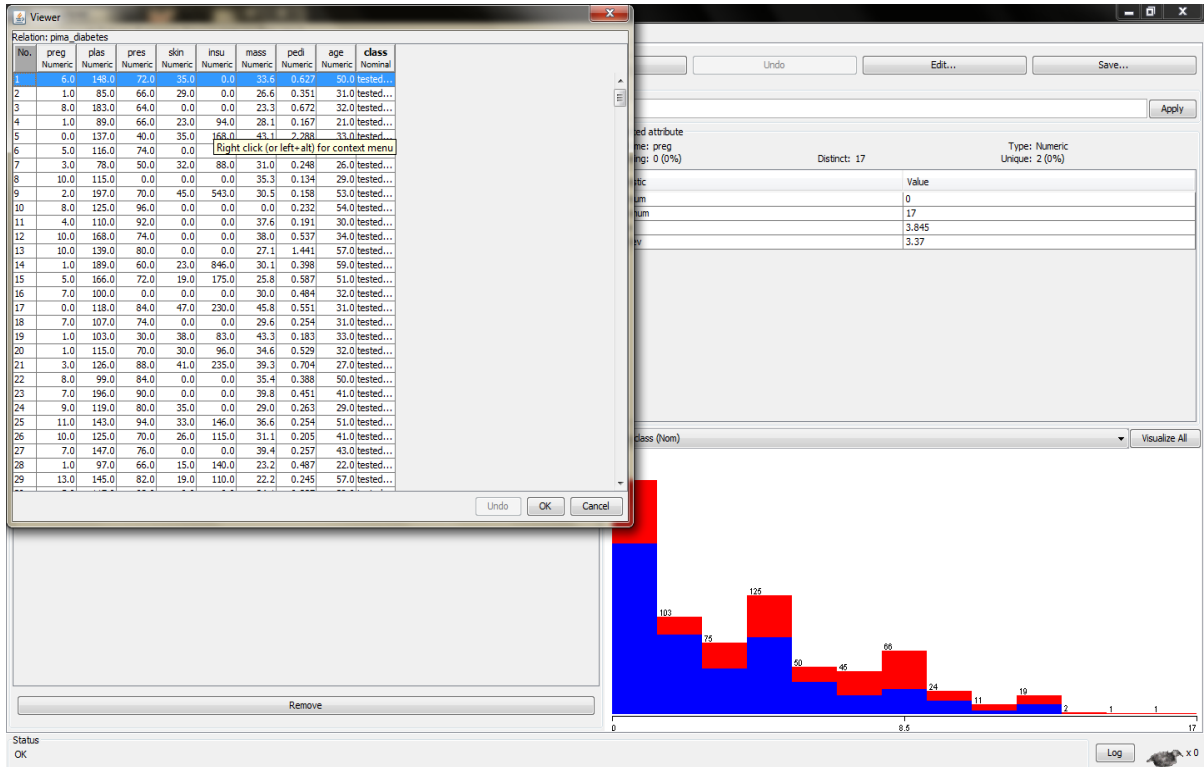 Viewer
Relation: pima_diabetes
No. preg plas pres skin insu mass pedi age class
Numeric Numeric Numeric Numeric Numeric Numeric Numeric Numeric Nominal
1 6.0 148.0 72.0 35.0 0.0 33.6 0.627 50.0 tested...
2 1.0 85.0 66.0 29.0 0.0 26.6 0.351 31.0 tested...
3 8.0 183.0 64.0 0.0 0.0 23.3 0.672 32.0 tested...
4 1.0 89.0 66.0 23.0 94.0 28.1 0.167 21.0 tested...
5 0.0 137.0 40.0 35.0 168.0 43.1 2.288 33.0 tested...
6 5.0 116.0 74.0 0.0 Right click (or left+alt) for context menu
7 3.0 78.0 50.0 32.0 88.0 31.0 0.248 26.0 tested...
8 10.0 115.0 0.0 0.0 0.0 35.3 0.134 29.0 tested...
9 2.0 197.0 70.0 45.0 543.0 30.5 0.158 53.0 tested...
10 8.0 125.0 96.0 0.0 0.0 0.0 0.232 54.0 tested...
11 4.0 110.0 92.0 0.0 0.0 37.6 0.191 30.0 tested...
12 10.0 168.0 74.0 0.0 0.0 38.0 0.537 34.0 tested...
13 10.0 139.0 80.0 0.0 0.0 27.1 1.441 57.0 tested...
14 1.0 189.0 60.0 23.0 846.0 30.1 0.398 59.0 tested...
15 5.0 166.0 72.0 19.0 175.0 25.8 0.587 51.0 tested...
16 7.0 100.0 0.0 0.0 0.0 30.0 0.484 32.0 tested...
17 0.0 118.0 84.0 47.0 230.0 45.8 0.551 31.0 tested...
18 7.0 107.0 74.0 0.0 0.0 29.6 0.254 31.0 tested...
19 1.0 103.0 30.0 38.0 83.0 43.3 0.183 33.0 tested...
20 1.0 115.0 70.0 30.0 96.0 34.6 0.529 32.0 tested...
21 3.0 126.0 88.0 41.0 235.0 39.3 0.704 27.0 tested...
22 8.0 99.0 84.0 0.0 0.0 35.4 0.388 50.0 tested...
23 7.0 196.0 90.0 0.0 0.0 39.8 0.451 41.0 tested...
24 9.0 119.0 80.0 35.0 0.0 29.0 0.263 29.0 tested...
25 11.0 143.0 94.0 33.0 146.0 36.6 0.254 51.0 tested...
26 10.0 125.0 70.0 26.0 115.0 31.1 0.205 41.0 tested...
27 7.0 147.0 76.0 0.0 0.0 39.4 0.257 43.0 tested...
28 1.0 97.0 66.0 15.0 140.0 23.2 0.487 22.0 tested...
29 13.0 145.0 82.0 19.0 110.0 22.2 0.245 57.0 tested...
Undo OK Cancel
Undo Edit... Save...
Apply
ted attribute
me: preg Type: Numeric
ng: 0 (0%) Distinct: 17 Unique: 2 (0%)
tic Value
um 0
num 17
3.845
ev 3.37
class (Nom) Visualize All
103
75
125
50
45
66
24
11
19
2
1
1
0 8.5 17
Remove
Status
OK
Log x 0